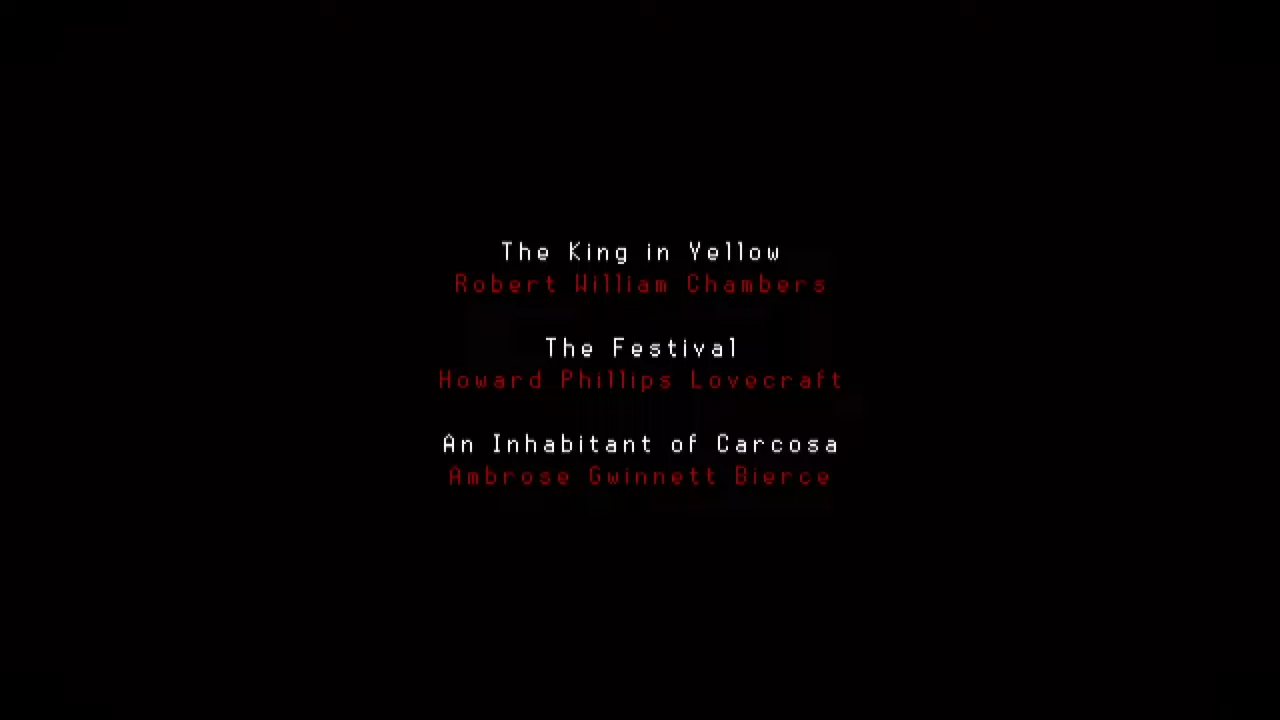 The King in Yellow
Robert William Chambers
The Festival
Howard Phillips Lovecraft
An Inhabitant of Carcosa
Ambrose Gwinnett Bierce